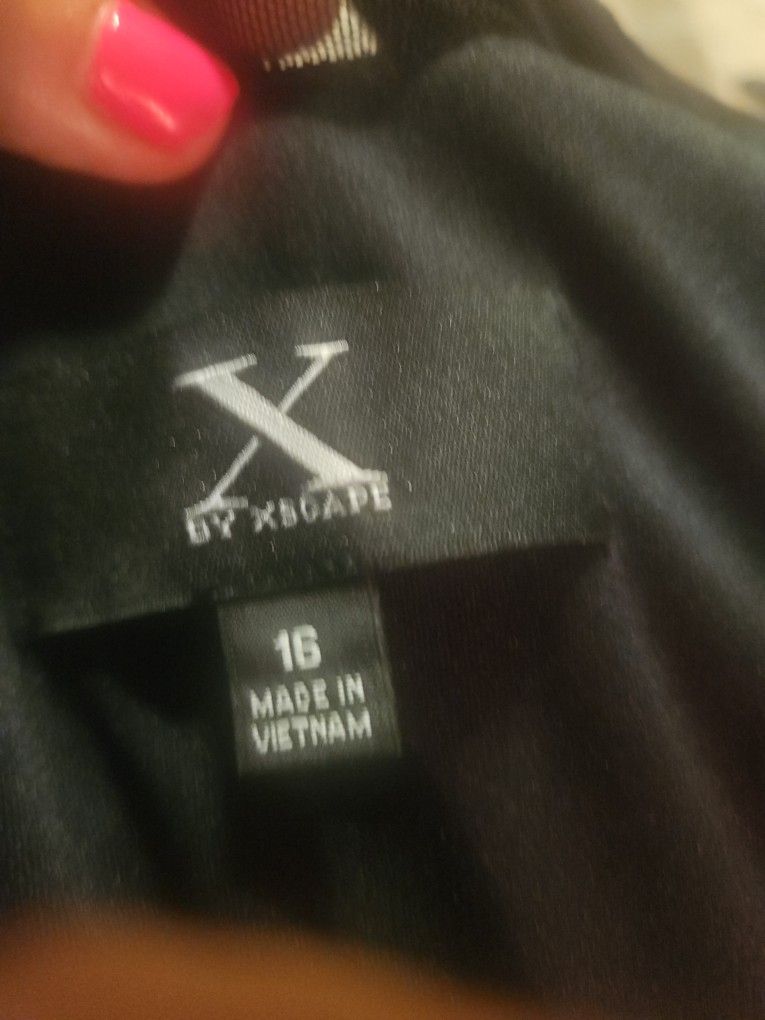 X
BY XSCAPE
16
MADE IN
VIETNAM